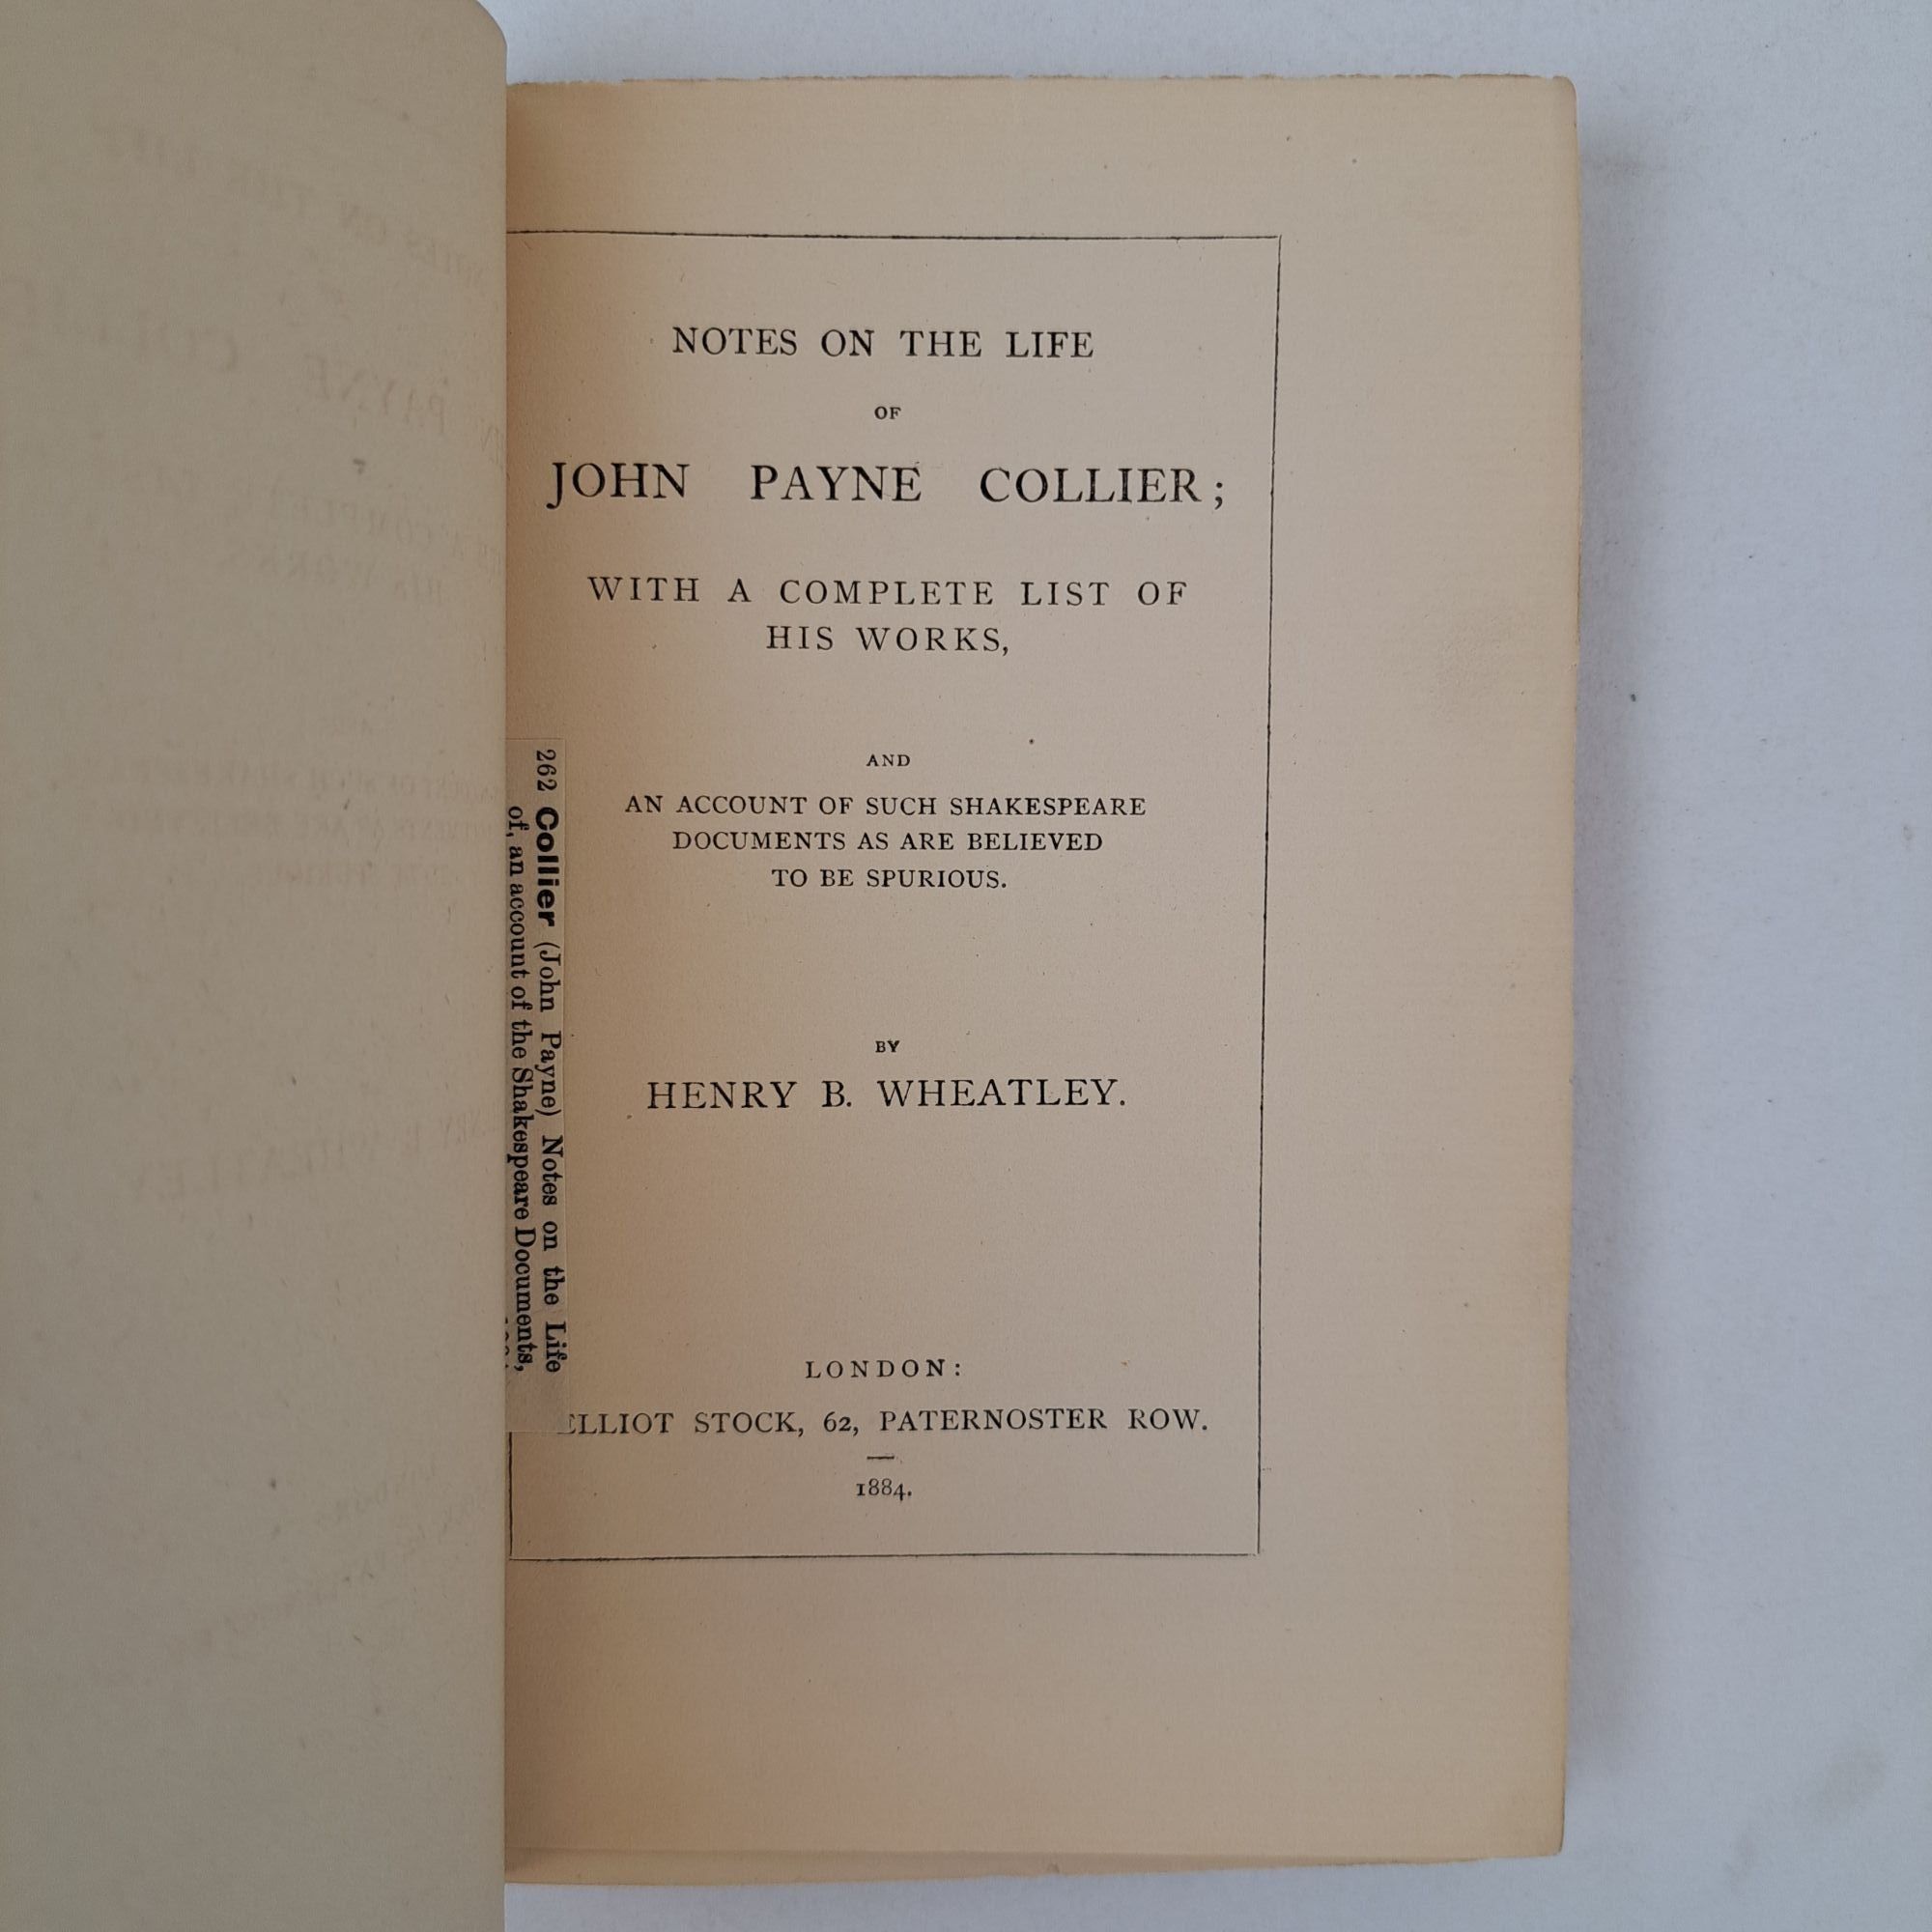 NOTES ON THE LIFE
OF
JOHN PAYNE COLLIER;
WITH A COMPLETE LIST OF
HIS WORKS,
AND
AN ACCOUNT OF SUCH SHAKESPEARE
DOCUMENTS AS ARE BELIEVED
TO BE SPURIOUS.
BY
HENRY B. WHEATLEY.
LONDON:
ELLIOT STOCK, 62, PATERNOSTER ROW.
1884.
262 Collier (John Payne) Notes on the Life
of, an account of the Shakespeare Documents,